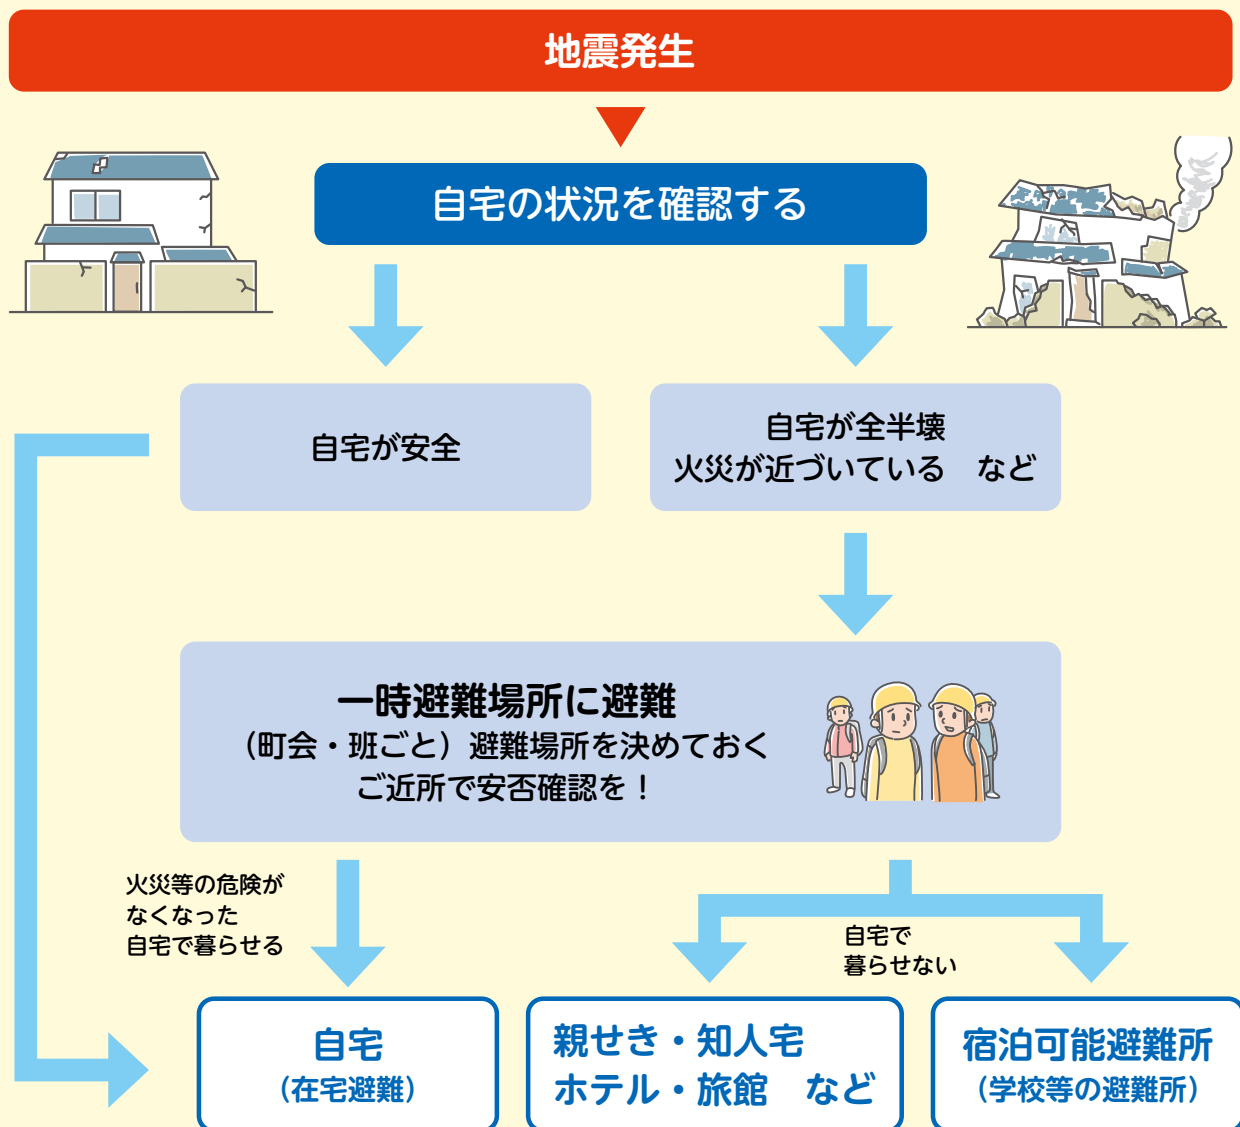 地震発生
自宅の状況を確認する
自宅が安全
自宅が全半壊
火災が近づいている　など
一時避難場所に避難
（町会・班ごと）避難場所を決めておく
ご近所で安否確認を！
火災等の危険が
なくなった
自宅で暮らせる
自宅で
暮らせない
自宅
（在宅避難）
親せき・知人宅
ホテル・旅館　など
宿泊可能避難所
（学校等の避難所）